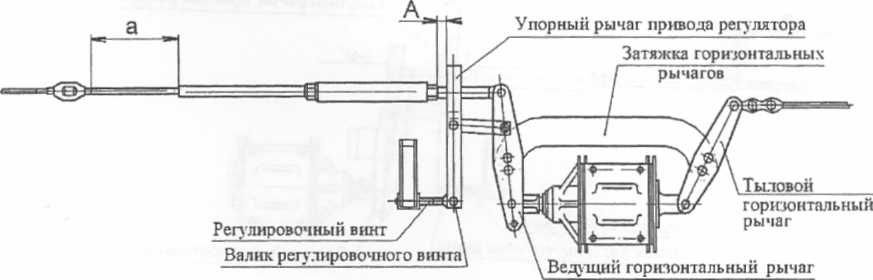 a
A
Упорный рычаг привода регулятора
Затяжка горизонтальных
рычагов
Тыловой
горизонтальный
рычаг
Регулировочный винт
Валик регулировочного винта
Ведущий горизонтальный рычаг